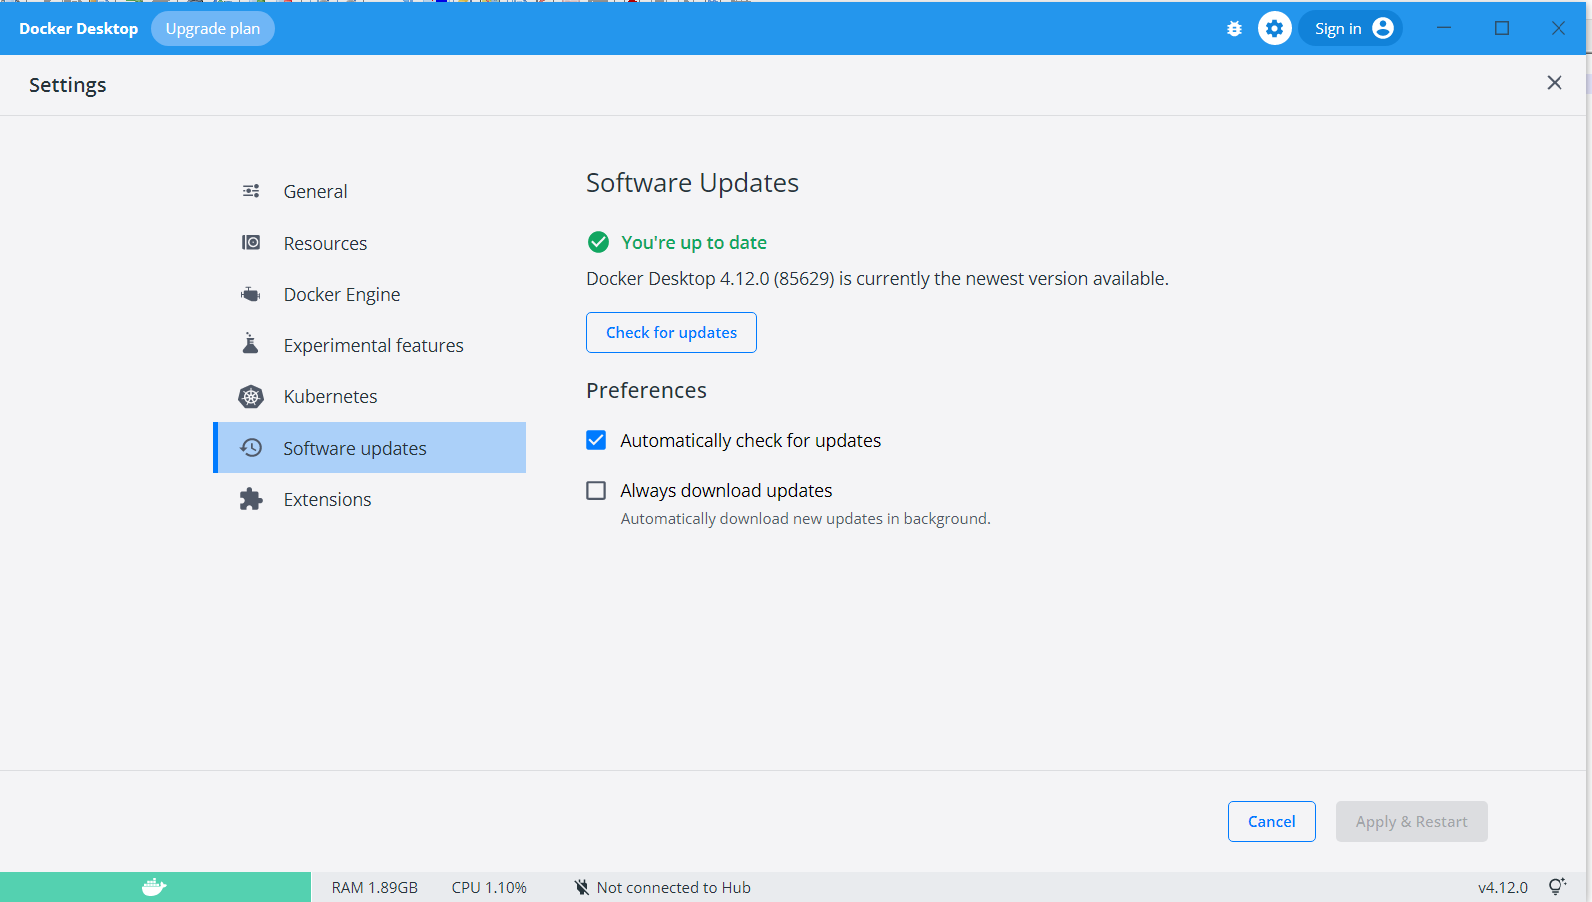 Docker Desktop Upgrade plan Sign in
Settings
General
Resources
Docker Engine
Experimental features
Kubernetes
Software updates
Extensions
Software Updates
You're up to date
Docker Desktop 4.12.0 (85629) is currently the newest version available.
Check for updates
Preferences
Automatically check for updates
Always download updates
Automatically download new updates in background.
Cancel Apply & Restart
RAM 1.89GB CPU 1.10% Not connected to Hub v4.12.0